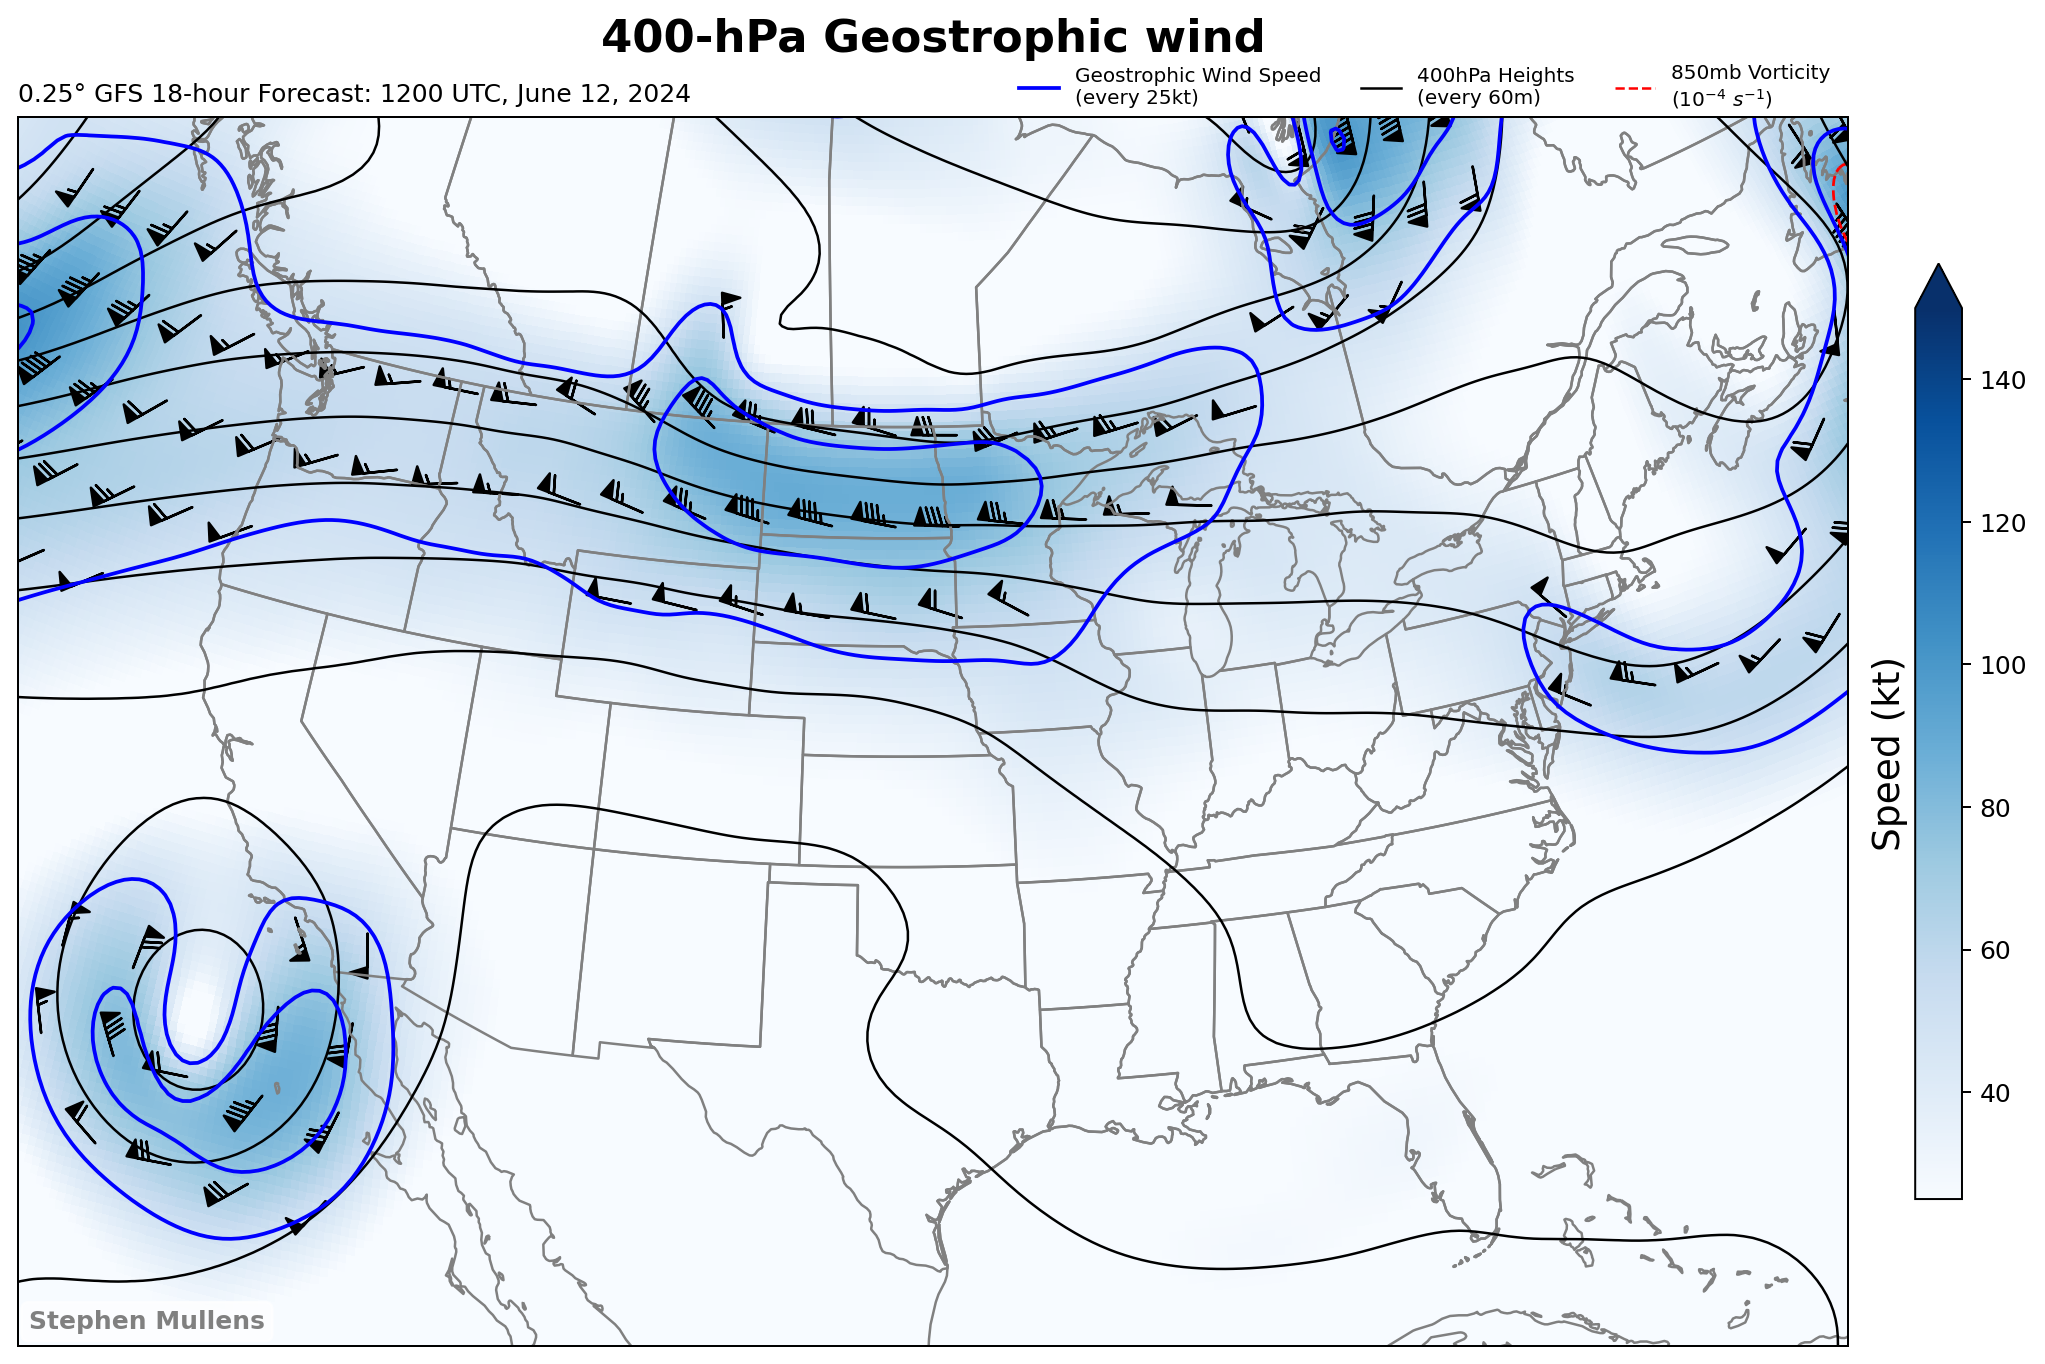 400-hPa Geostrophic wind
0.25° GFS 18-hour Forecast: 1200 UTC, June 12, 2024
Geostrophic Wind Speed
(every 25kt)
400hPa Heights
(every 60m)
850mb Vorticity
(10⁻⁴ s⁻¹)
140
120
100
80
60
40
Speed (kt)
Stephen Mullens